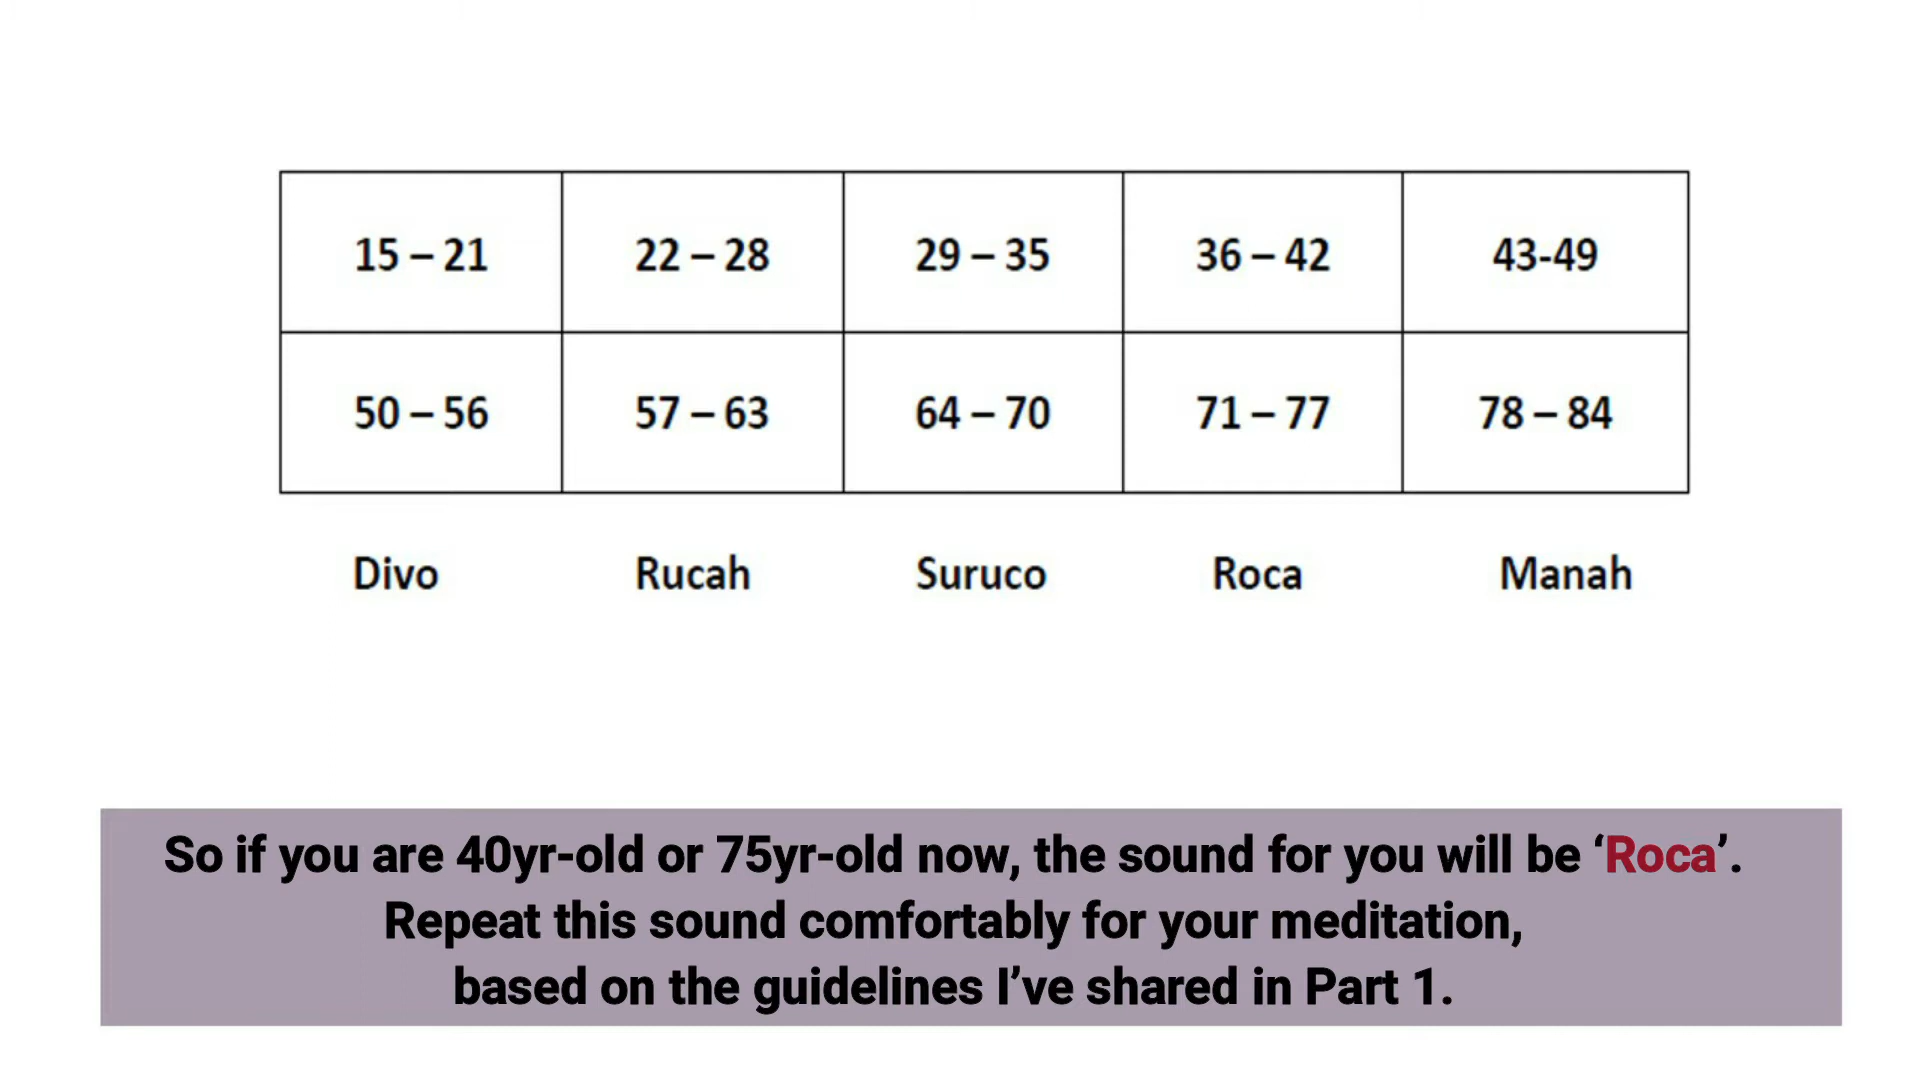 15 – 21 22 – 28 29 – 35 36 – 42 43-49
50 – 56 57 – 63 64 – 70 71 – 77 78 – 84
Divo Rucah Suruco Roca Manah
So if you are 40yr-old or 75yr-old now, the sound for you will be ‘Roca’.
Repeat this sound comfortably for your meditation,
based on the guidelines I’ve shared in Part 1.